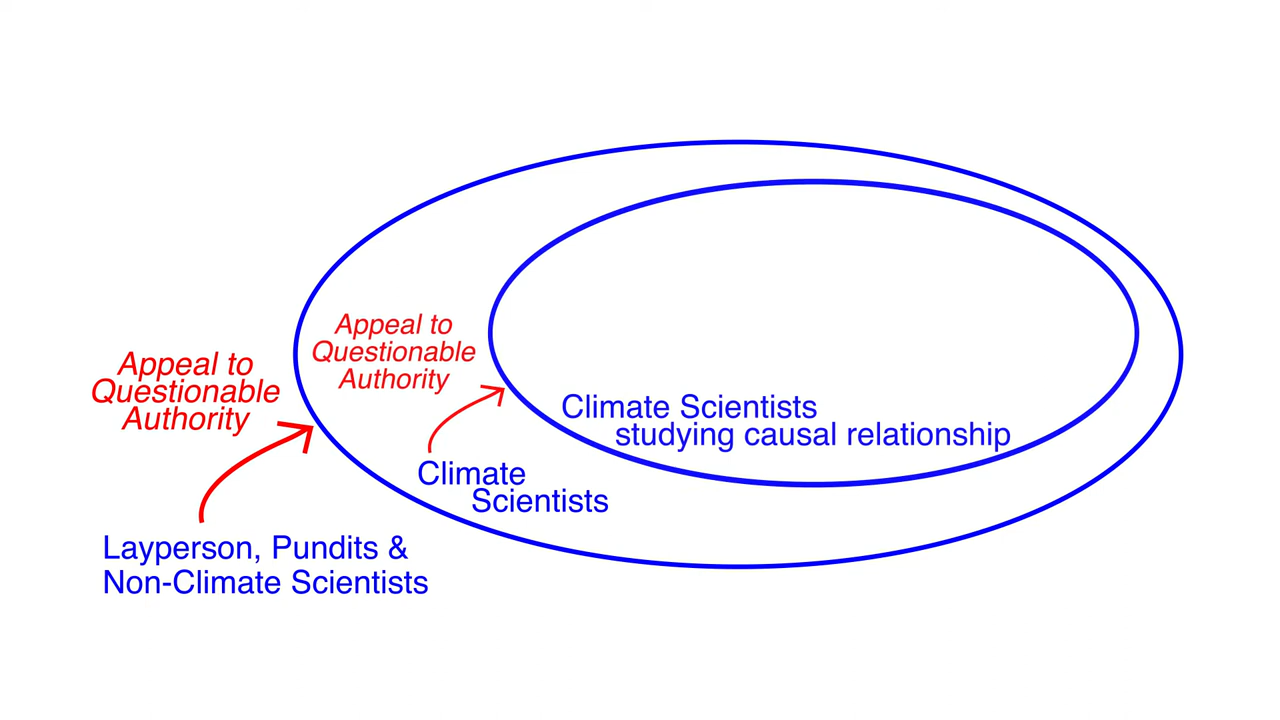 Appeal to
Questionable
Authority
Appeal to
Questionable
Authority
Climate Scientists
studying causal relationship
Climate
Scientists
Layperson, Pundits &
Non-Climate Scientists